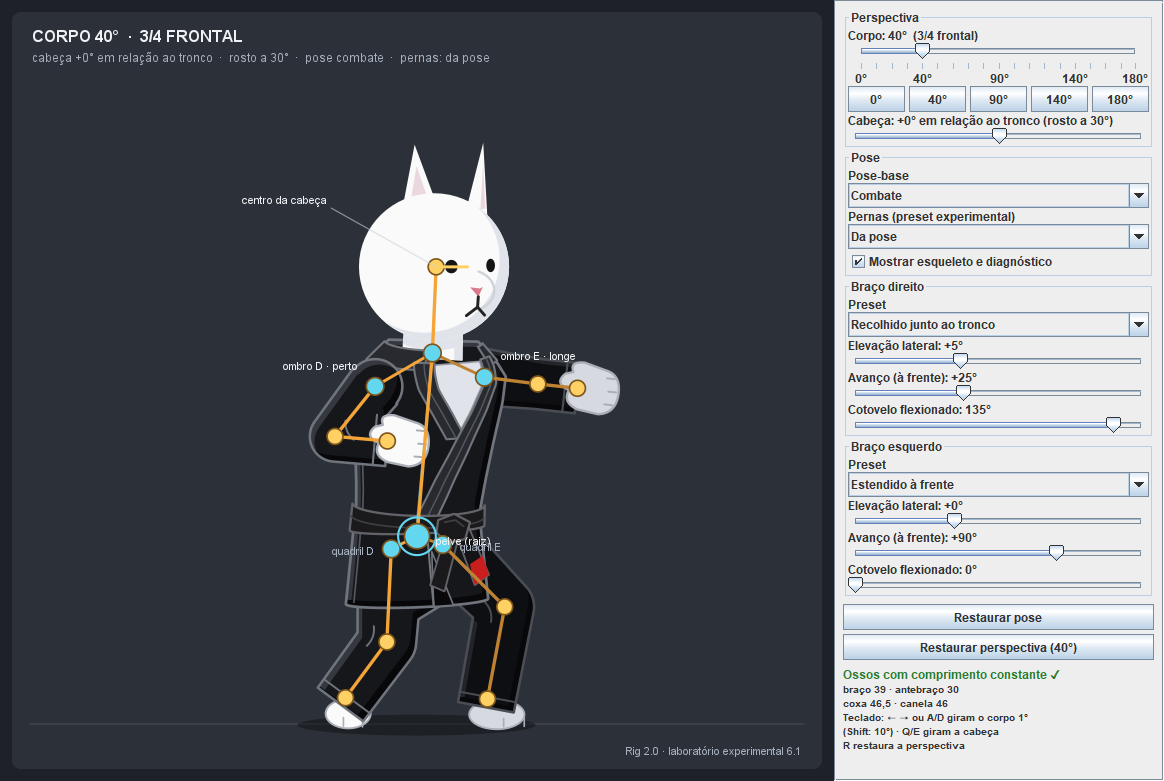 CORPO 40° · 3/4 FRONTAL
cabeça +0° em relação ao tronco · rosto a 30° · pose combate · pernas: da pose
centro da cabeça
ombro D · perto
ombro E · longe
pelve (raiz)
quadril D
quadril E
Rig 2.0 · laboratório experimental 6.1
Perspectiva
Corpo: 40° (3/4 frontal)
0° 40° 90° 140° 180°
0° 40° 90° 140° 180°
Cabeça: +0° em relação ao tronco (rosto a 30°)
Pose
Pose-base
Combate
Pernas (preset experimental)
Da pose
Mostrar esqueleto e diagnóstico
Braço direito
Preset
Recolhido junto ao tronco
Elevação lateral: +5°
Avanço (à frente): +25°
Cotovelo flexionado: 135°
Braço esquerdo
Preset
Estendido à frente
Elevação lateral: +0°
Avanço (à frente): +90°
Cotovelo flexionado: 0°
Restaurar pose
Restaurar perspectiva (40°)
Ossos com comprimento constante ✓
braço 39 · antebraço 30
coxa 46,5 · canela 46
Teclado: ← → ou A/D giram o corpo 1°
(Shift: 10°) · Q/E giram a cabeça
R restaura a perspectiva